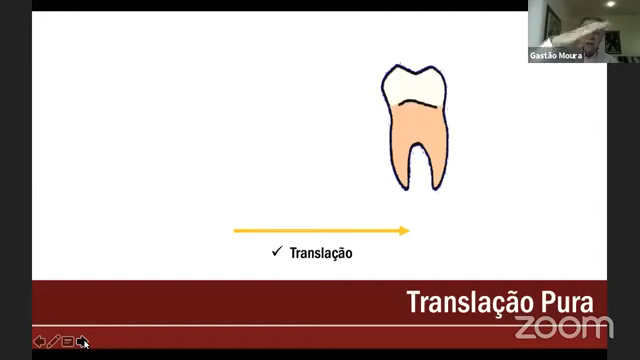 Gastão Moura
✓ Translação
Translação Pura
zoom